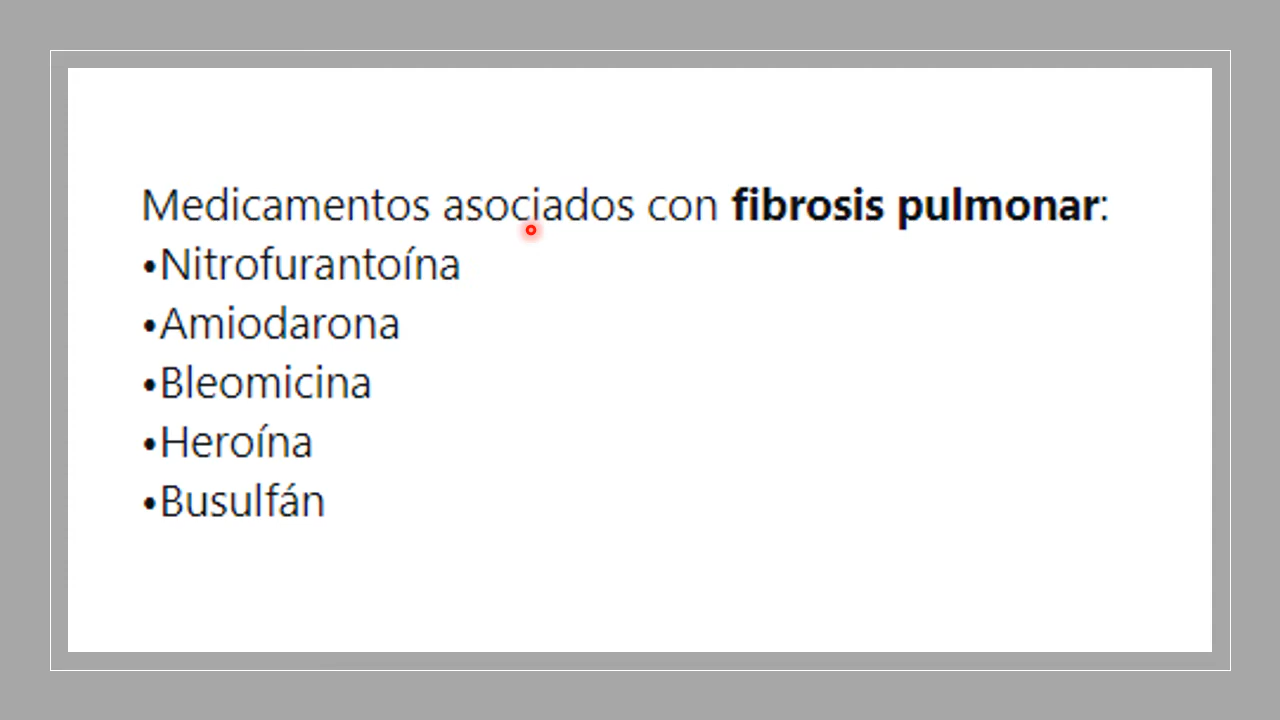 Medicamentos asociados con fibrosis pulmonar:
•Nitrofurantoína
•Amiodarona
•Bleomicina
•Heroína
•Busulfán